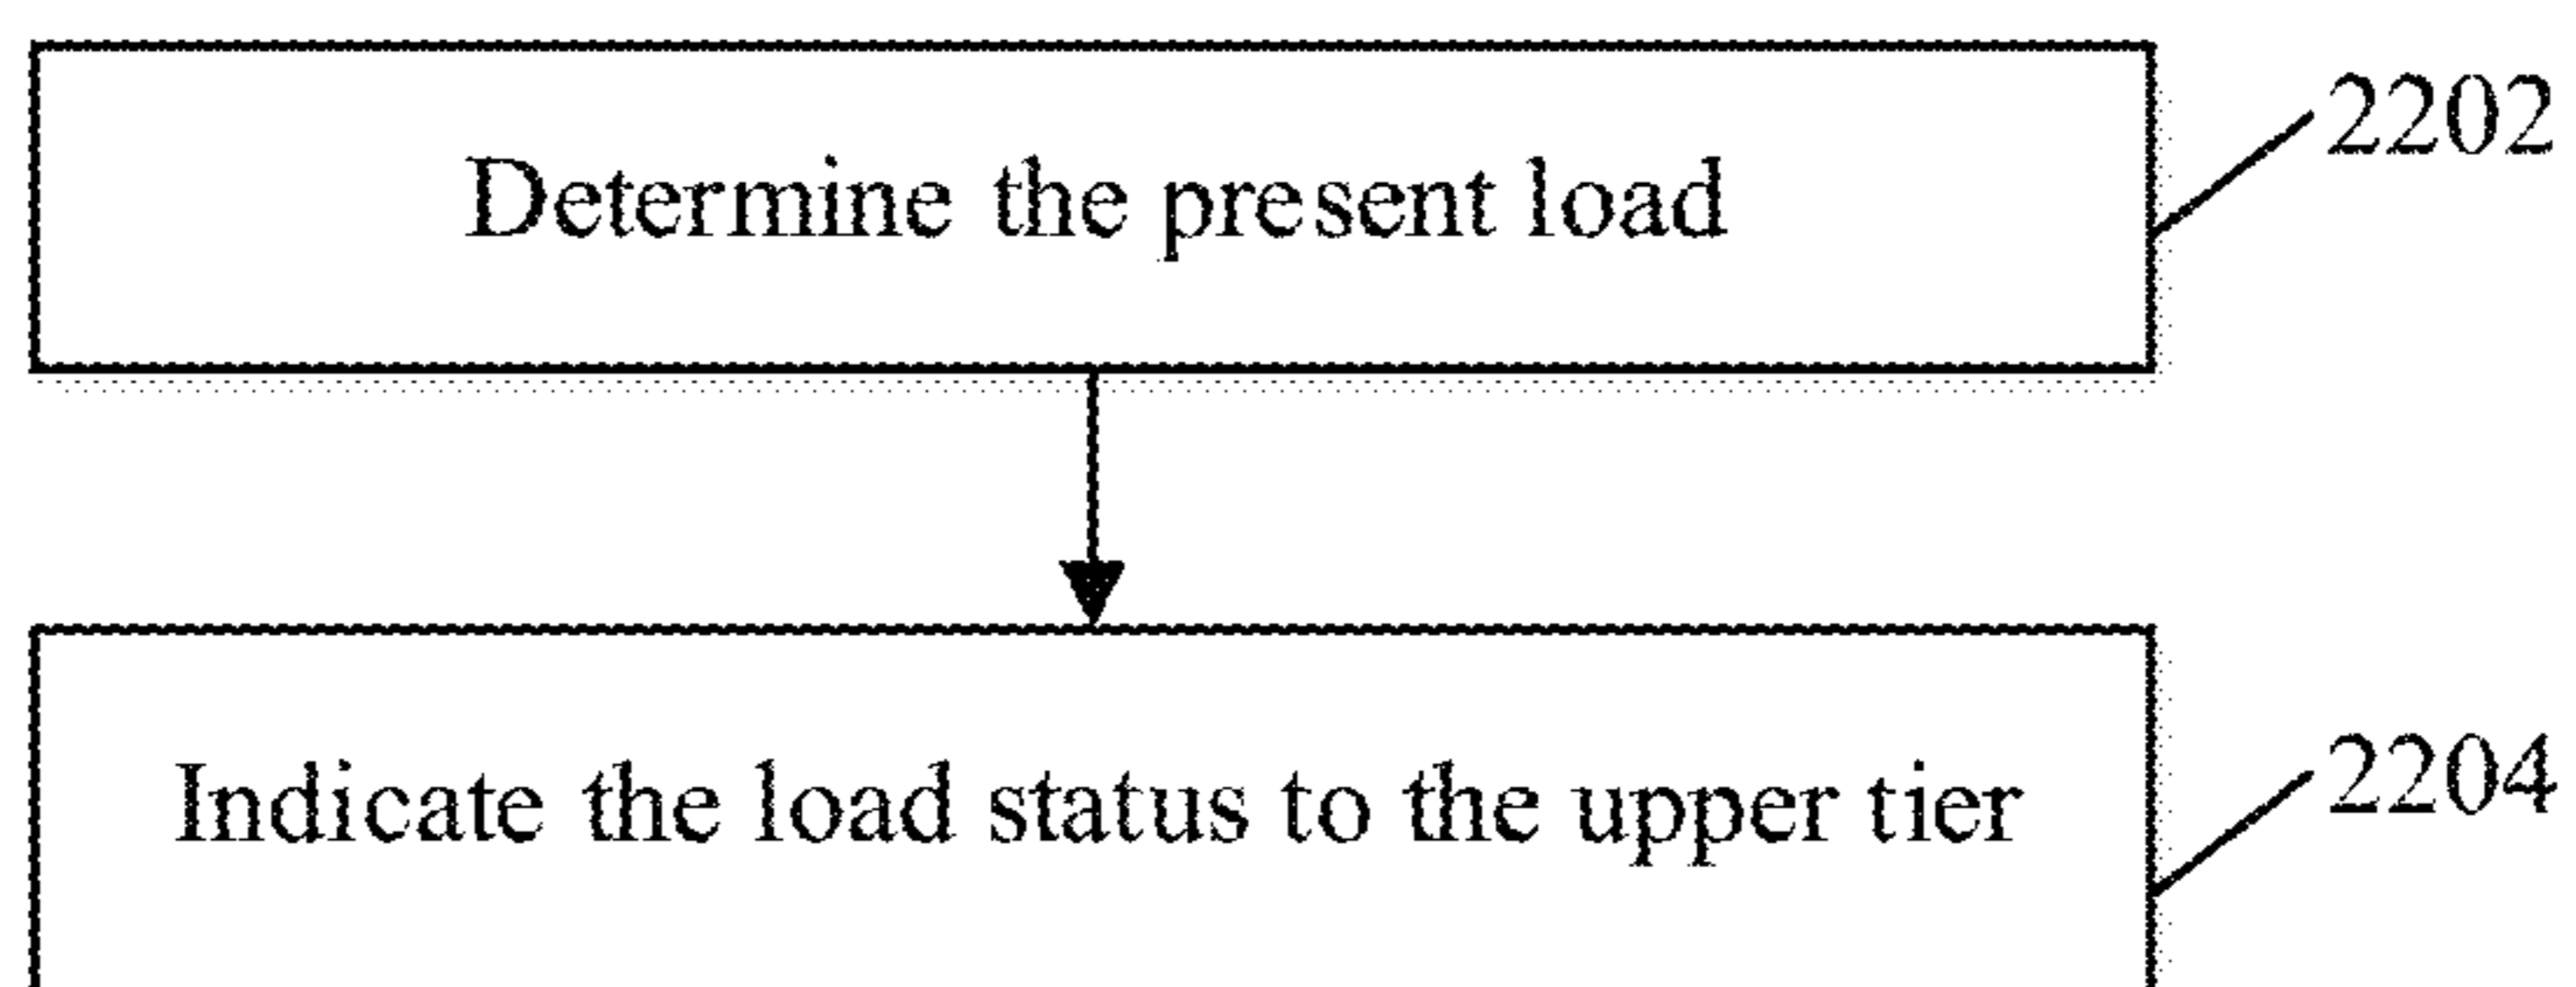 Determine the present load
2202
Indicate the load status to the upper tier
2204